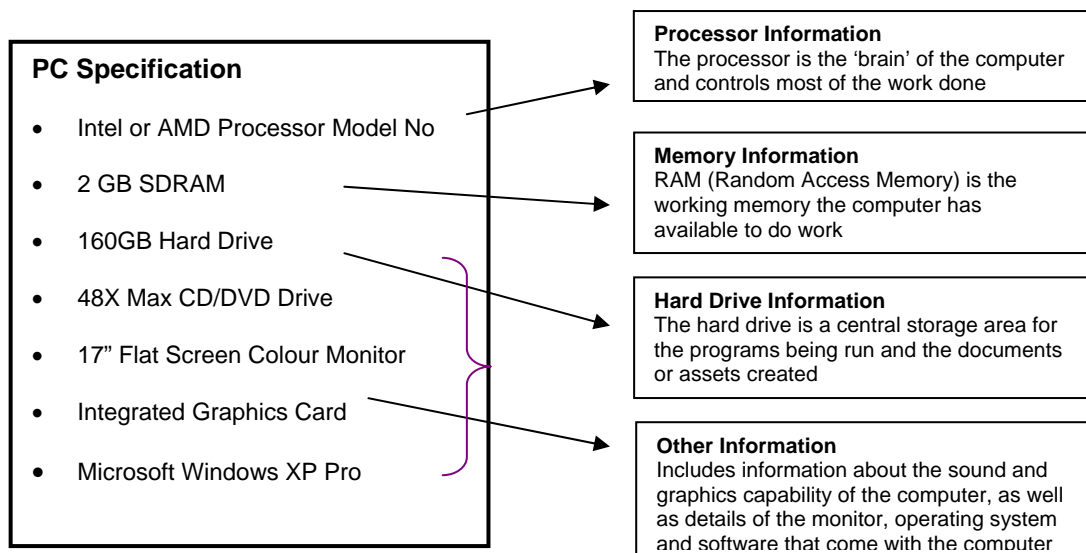 PC Specification
• Intel or AMD Processor Model No
• 2 GB SDRAM
• 160GB Hard Drive
• 48X Max CD/DVD Drive
• 17” Flat Screen Colour Monitor
• Integrated Graphics Card
• Microsoft Windows XP Pro
Processor Information
The processor is the ‘brain’ of the computer
and controls most of the work done
Memory Information
RAM (Random Access Memory) is the
working memory the computer has
available to do work
Hard Drive Information
The hard drive is a central storage area for
the programs being run and the documents
or assets created
Other Information
Includes information about the sound and
graphics capability of the computer, as well
as details of the monitor, operating system
and software that come with the computer